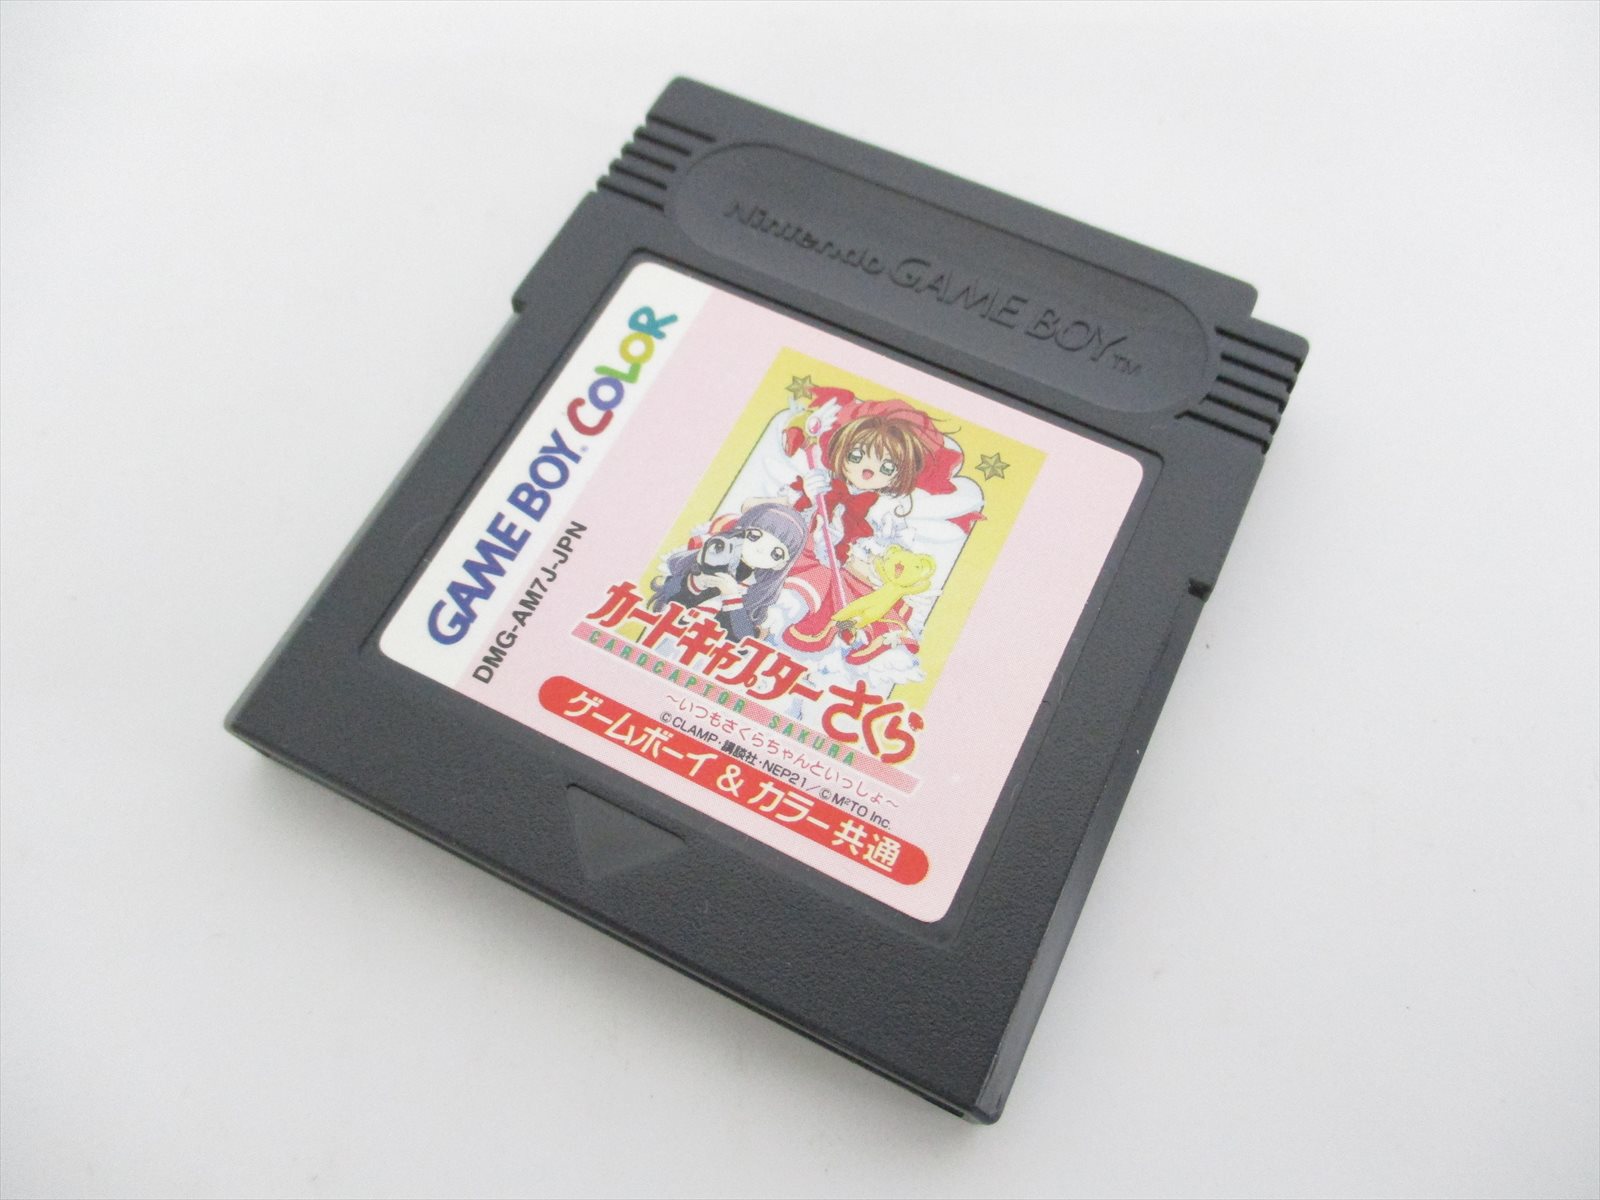 Nintendo GAME BOY™
GAME BOY COLOR
DMG-AM7J-JPN
カードキャプターさくら
CARDCAPTOR SAKURA
～いつもさくらちゃんといっしょ～
©CLAMP・講談社・NEP21／©M²TO Inc.
ゲームボーイ & カラー共通